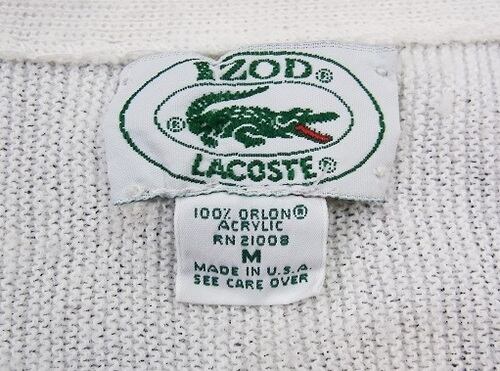 IZOD
® ®
LACOSTE®
100% ORLON®
ACRYLIC
RN 21008
M
MADE IN U.S.A.
SEE CARE OVER